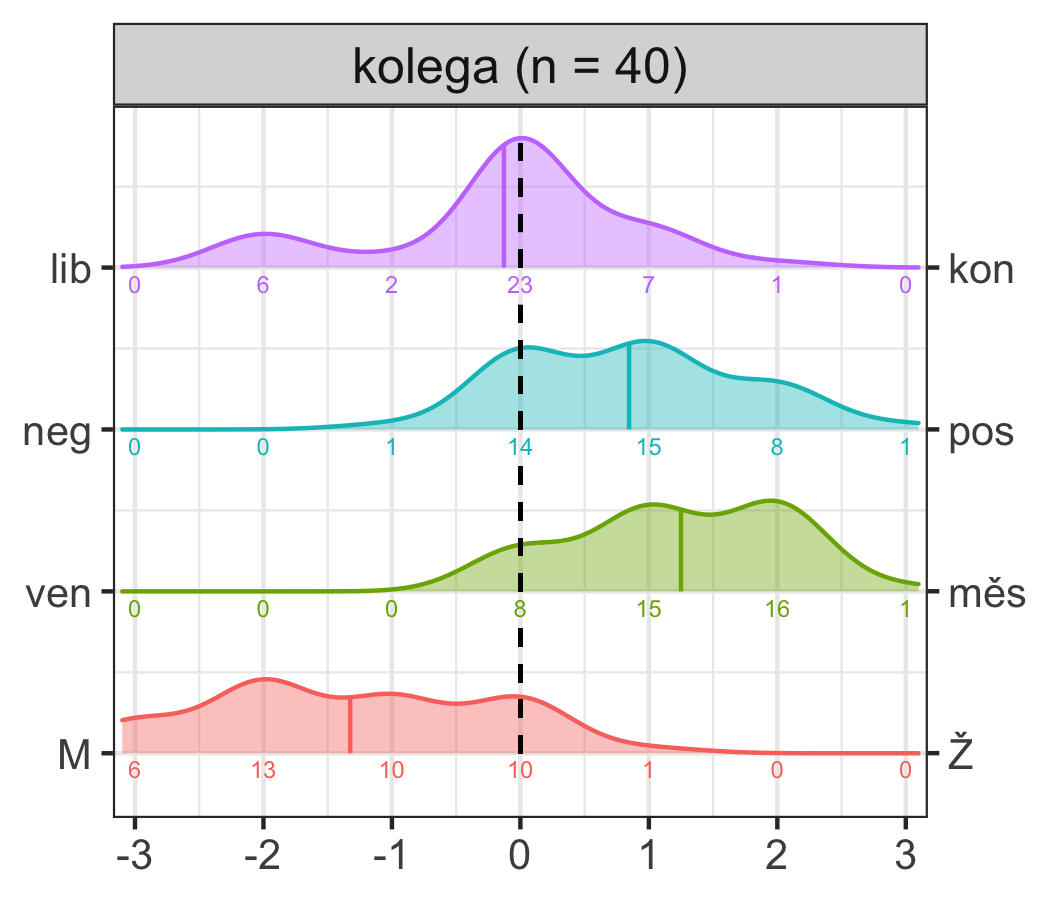 kolega (n = 40)
lib kon
0 6 2 23 7 1 0
neg pos
0 0 1 14 15 8 1
ven měs
0 0 0 8 15 16 1
M Ž
6 13 10 10 1 0 0
-3 -2 -1 0 1 2 3